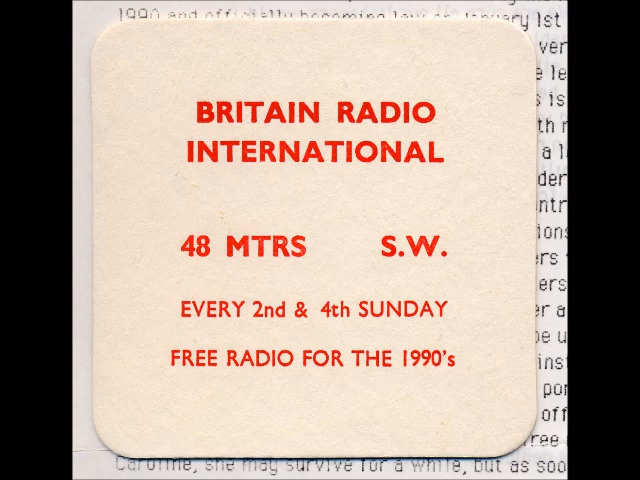 1990 and officially becoming law on January 1st
BRITAIN RADIO
INTERNATIONAL
48 MTRS S.W.
EVERY 2nd & 4th SUNDAY
FREE RADIO FOR THE 1990's
Caroline, she may survive for a while, but as soo